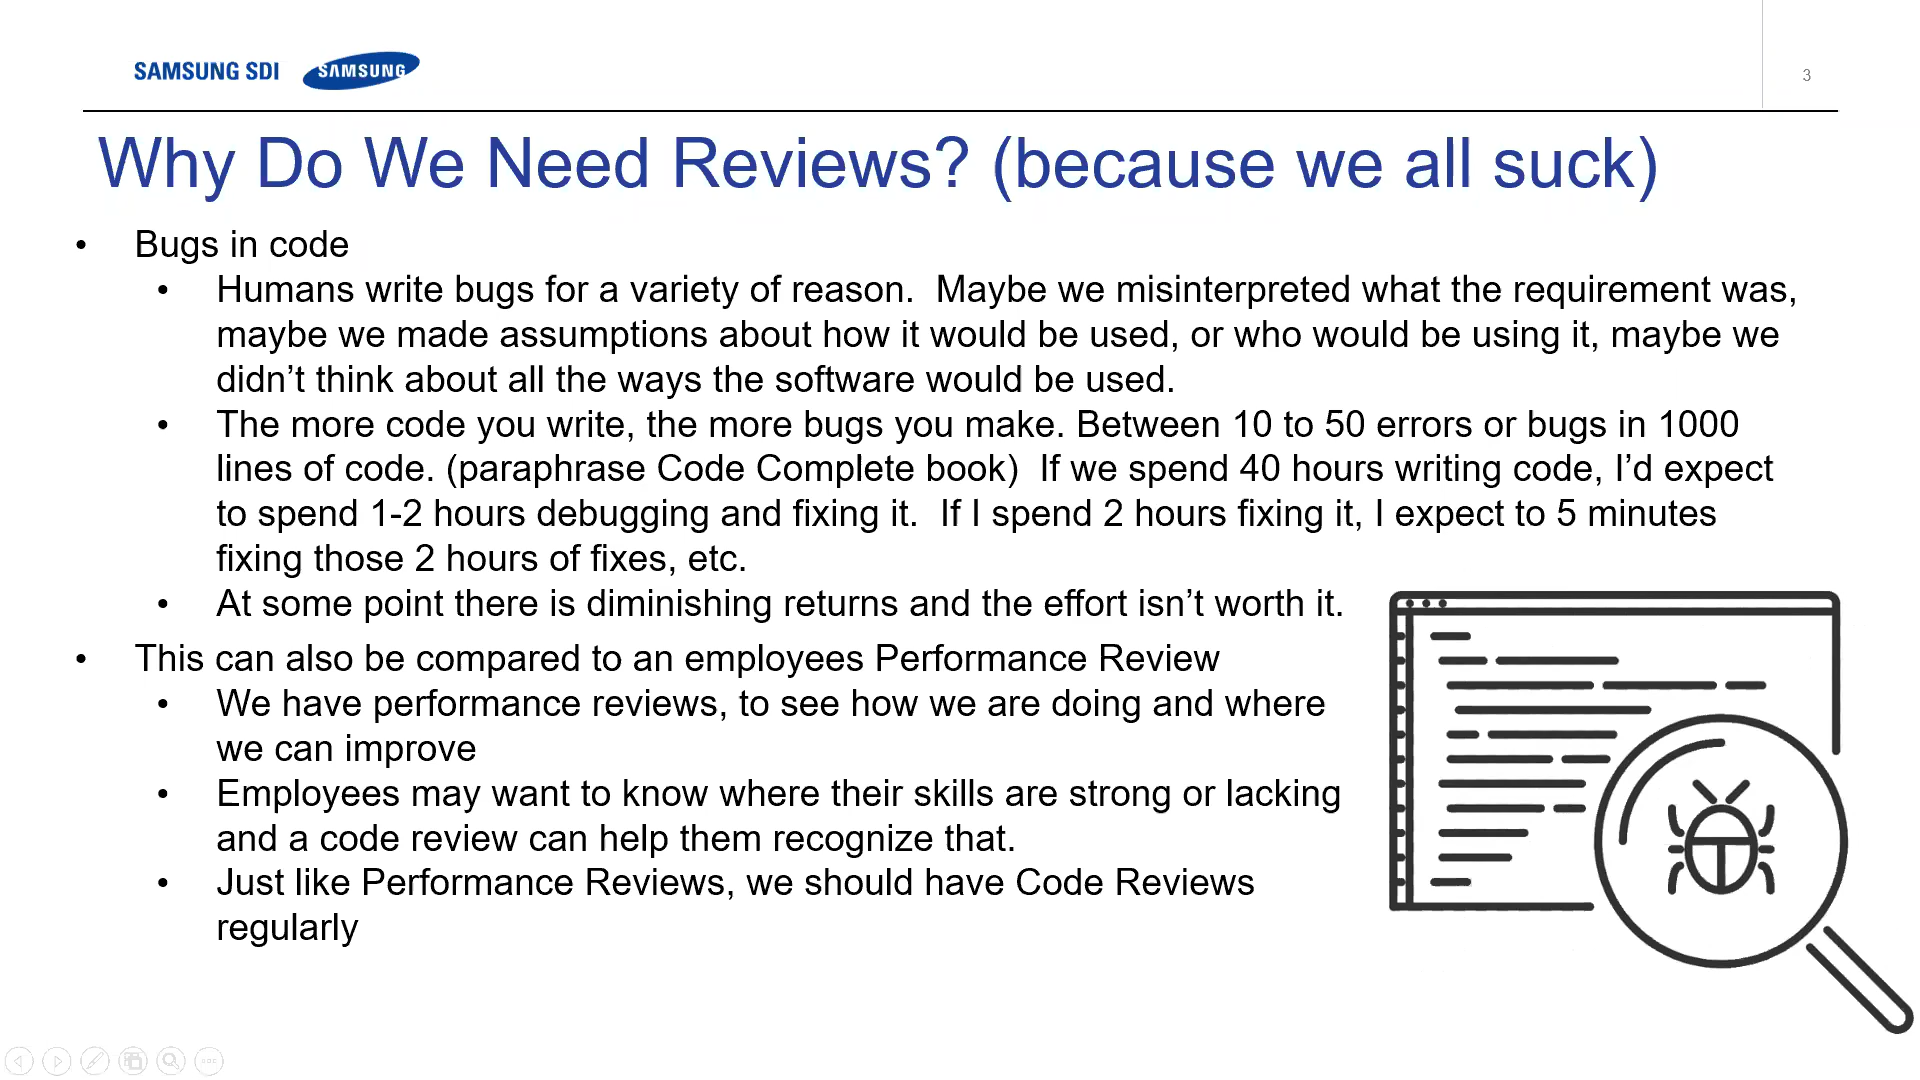 SAMSUNG SDI SAMSUNG
3
Why Do We Need Reviews? (because we all suck)
• Bugs in code
• Humans write bugs for a variety of reason.  Maybe we misinterpreted what the requirement was,
maybe we made assumptions about how it would be used, or who would be using it, maybe we
didn’t think about all the ways the software would be used.
• The more code you write, the more bugs you make. Between 10 to 50 errors or bugs in 1000
lines of code. (paraphrase Code Complete book)  If we spend 40 hours writing code, I’d expect
to spend 1-2 hours debugging and fixing it.  If I spend 2 hours fixing it, I expect to 5 minutes
fixing those 2 hours of fixes, etc.
• At some point there is diminishing returns and the effort isn’t worth it.
• This can also be compared to an employees Performance Review
• We have performance reviews, to see how we are doing and where
we can improve
• Employees may want to know where their skills are strong or lacking
and a code review can help them recognize that.
• Just like Performance Reviews, we should have Code Reviews
regularly